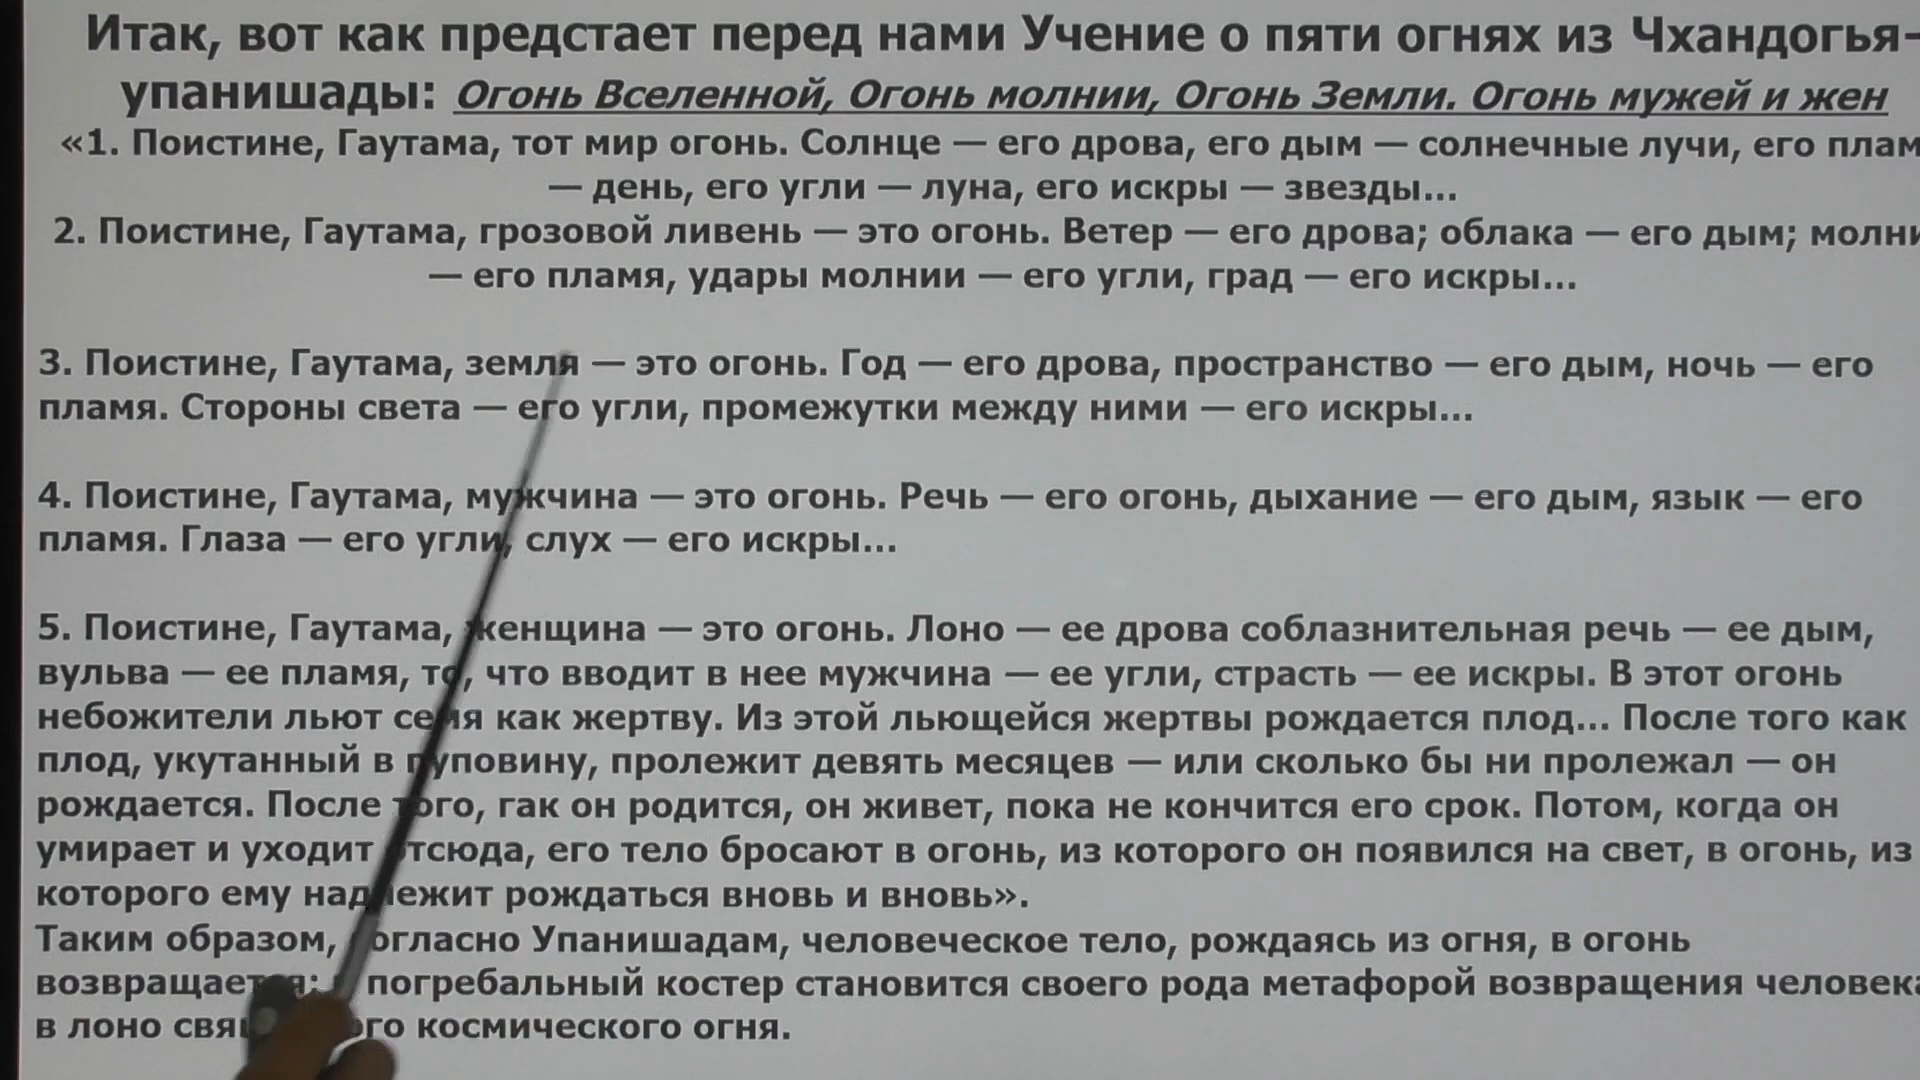 Итак, вот как предстает перед нами Учение о пяти огнях из Чхандогья-
упанишады: Огонь Вселенной, Огонь молнии, Огонь Земли. Огонь мужей и жен
«1. Поистине, Гаутама, тот мир огонь. Солнце — его дрова, его дым — солнечные лучи, его плам
— день, его угли — луна, его искры — звезды...
2. Поистине, Гаутама, грозовой ливень — это огонь. Ветер — его дрова; облака — его дым; молни
— его пламя, удары молнии — его угли, град — его искры...
3. Поистине, Гаутама, земля — это огонь. Год — его дрова, пространство — его дым, ночь — его
пламя. Стороны света — его угли, промежутки между ними — его искры...
4. Поистине, Гаутама, мужчина — это огонь. Речь — его огонь, дыхание — его дым, язык — его
пламя. Глаза — его угли, слух — его искры...
5. Поистине, Гаутама, женщина — это огонь. Лоно — ее дрова соблазнительная речь — ее дым,
вульва — ее пламя, то, что вводит в нее мужчина — ее угли, страсть — ее искры. В этот огонь
небожители льют семя как жертву. Из этой льющейся жертвы рождается плод... После того как
плод, укутанный в пуповину, пролежит девять месяцев — или сколько бы ни пролежал — он
рождается. После того, гак он родится, он живет, пока не кончится его срок. Потом, когда он
умирает и уходит отсюда, его тело бросают в огонь, из которого он появился на свет, в огонь, из
которого ему надлежит рождаться вновь и вновь».
Таким образом, согласно Упанишадам, человеческое тело, рождаясь из огня, в огонь
возвращается; погребальный костер становится своего рода метафорой возвращения человека
в лоно космического огня.